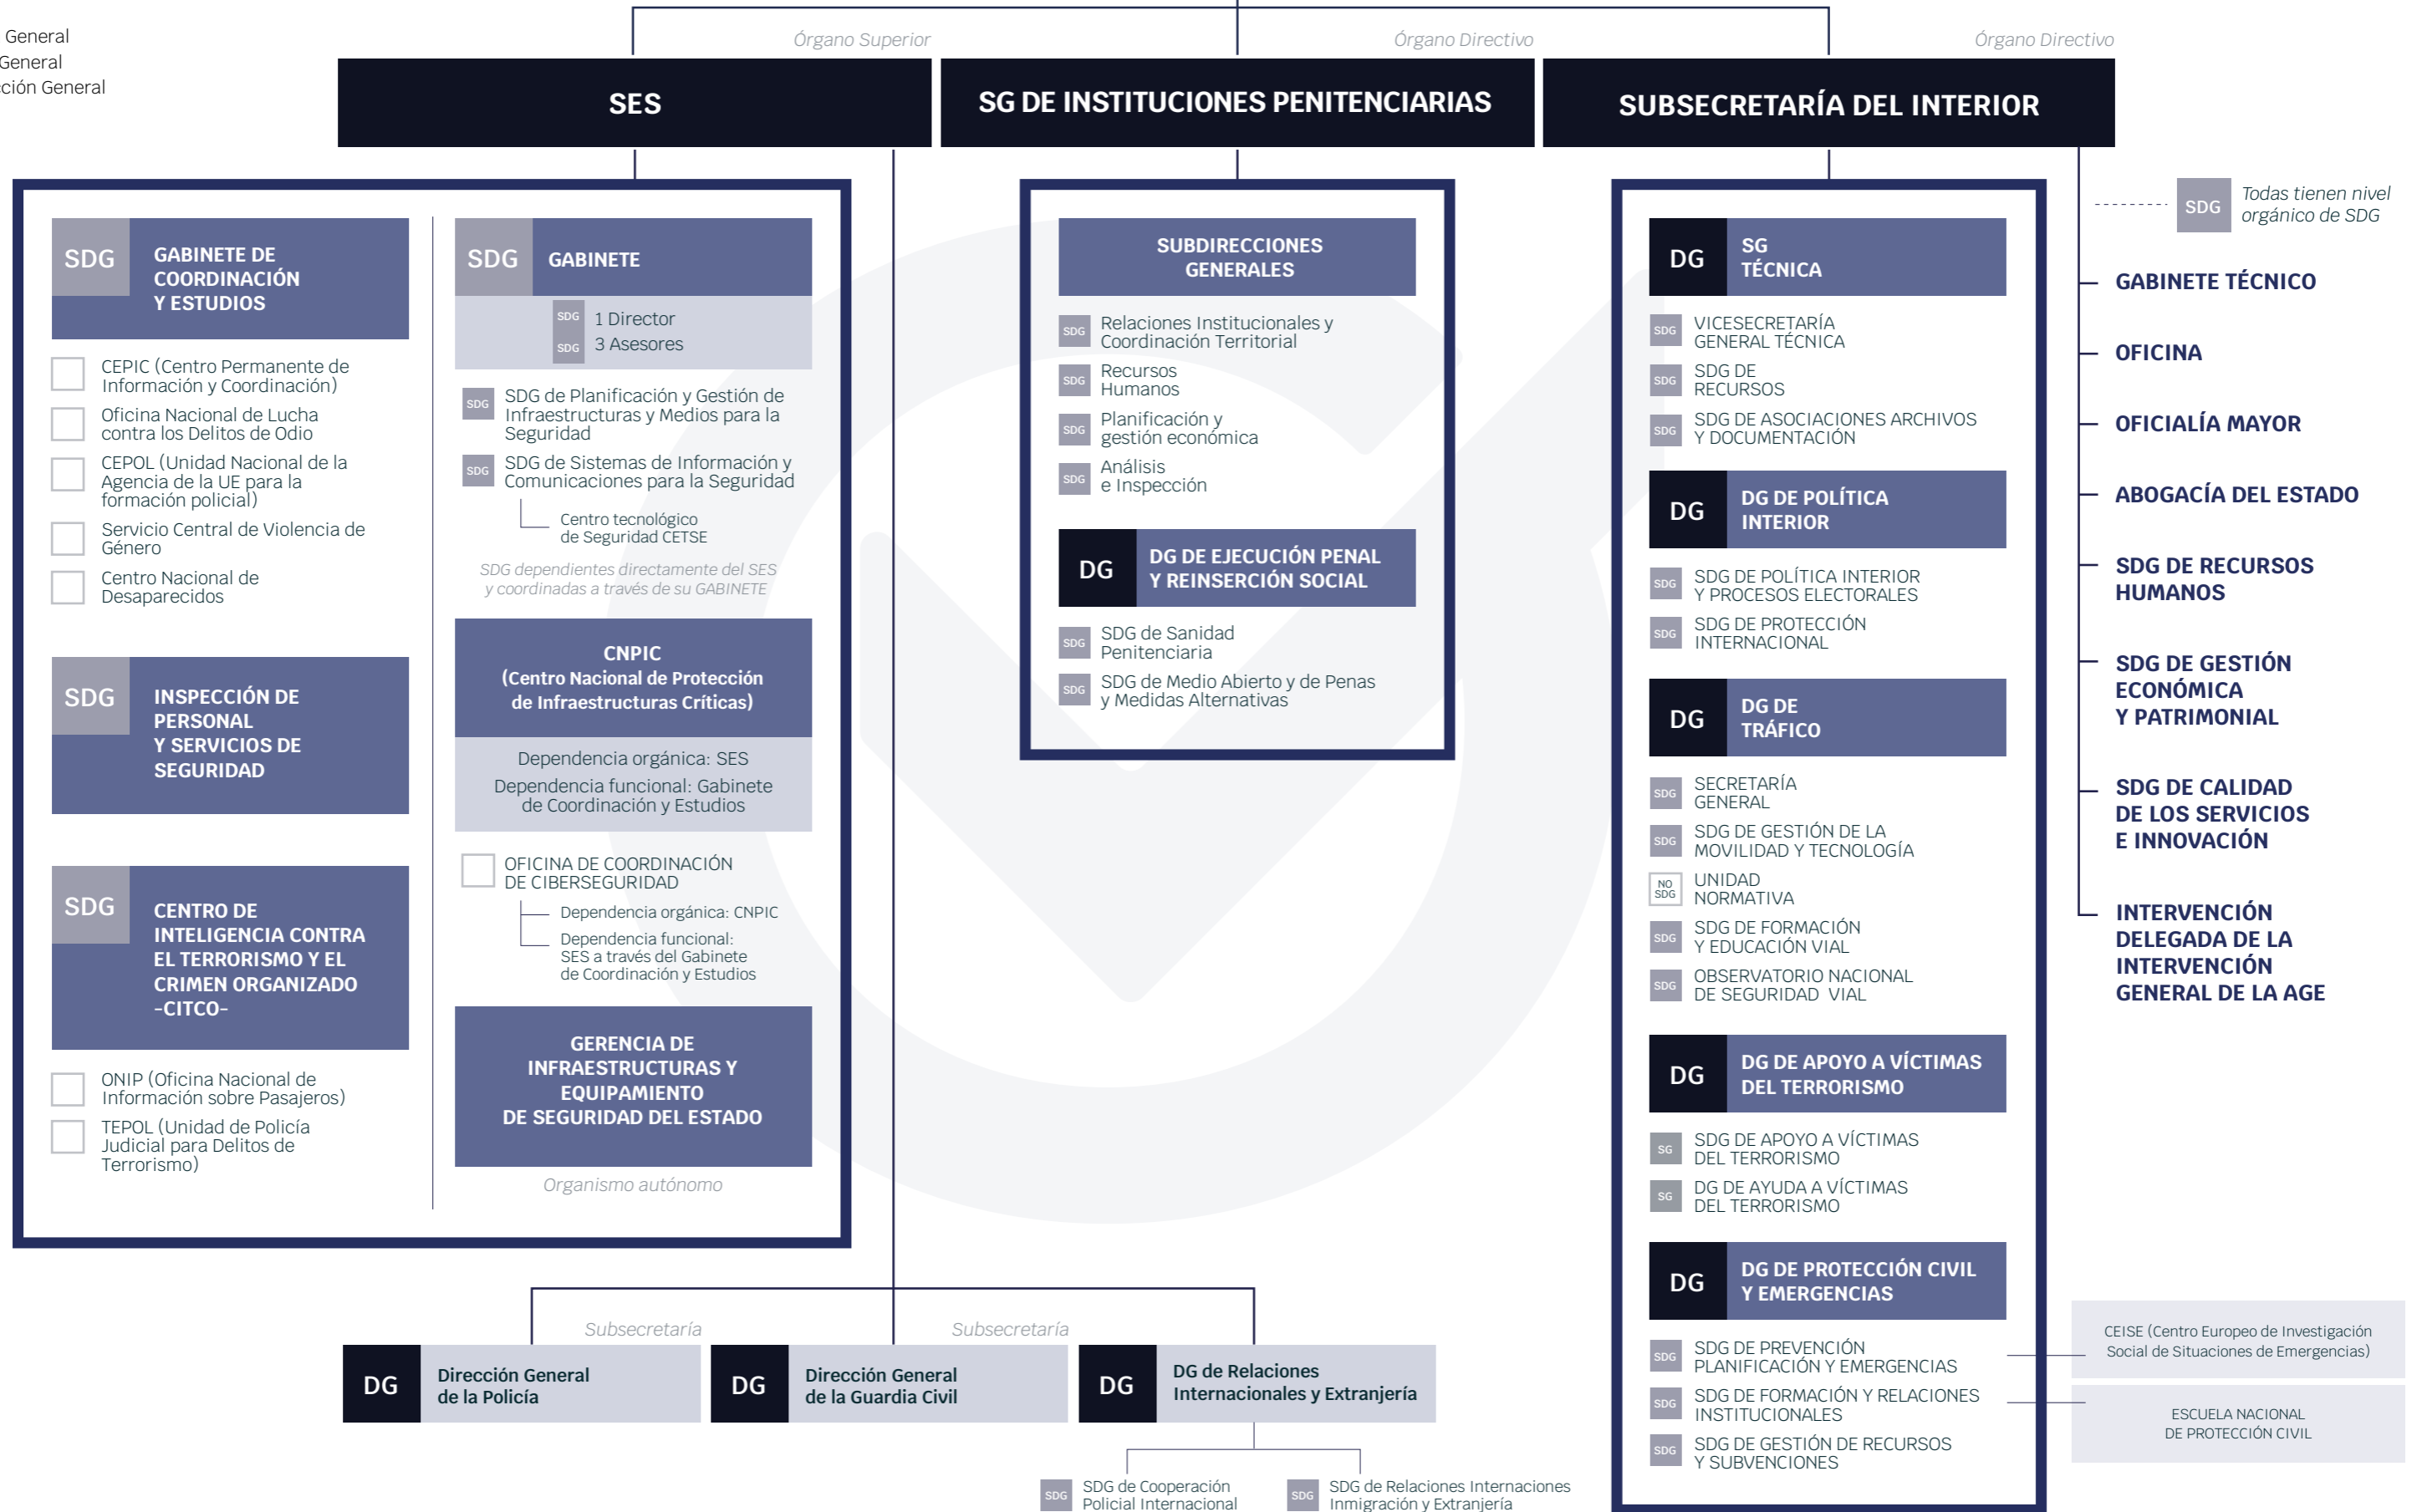 General
General
cción General
Órgano Superior
Órgano Directivo
Órgano Directivo
SES
SG DE INSTITUCIONES PENITENCIARIAS
SUBSECRETARÍA DEL INTERIOR
SDG
GABINETE DE
COORDINACIÓN
Y ESTUDIOS
CEPIC (Centro Permanente de
Información y Coordinación)
Oficina Nacional de Lucha
contra los Delitos de Odio
CEPOL (Unidad Nacional de la
Agencia de la UE para la
formación policial)
Servicio Central de Violencia de
Género
Centro Nacional de
Desaparecidos
SDG
INSPECCIÓN DE
PERSONAL
Y SERVICIOS DE
SEGURIDAD
SDG
CENTRO DE
INTELIGENCIA CONTRA
EL TERRORISMO Y EL
CRIMEN ORGANIZADO
-CITCO-
ONIP (Oficina Nacional de
Información sobre Pasajeros)
TEPOL (Unidad de Policía
Judicial para Delitos de
Terrorismo)
SDG
GABINETE
SDG 1 Director
SDG 3 Asesores
SDG
SDG de Planificación y Gestión de
Infraestructuras y Medios para la
Seguridad
SDG
SDG de Sistemas de Información y
Comunicaciones para la Seguridad
Centro tecnológico
de Seguridad CETSE
SDG dependientes directamente del SES
y coordinadas a través de su GABINETE
CNPIC
(Centro Nacional de Protección
de Infraestructuras Críticas)
Dependencia orgánica: SES
Dependencia funcional: Gabinete
de Coordinación y Estudios
OFICINA DE COORDINACIÓN
DE CIBERSEGURIDAD
Dependencia orgánica: CNPIC
Dependencia funcional:
SES a través del Gabinete
de Coordinación y Estudios
GERENCIA DE
INFRAESTRUCTURAS Y
EQUIPAMIENTO
DE SEGURIDAD DEL ESTADO
Organismo autónomo
SUBDIRECCIONES
GENERALES
SDG
Relaciones Institucionales y
Coordinación Territorial
SDG
Recursos
Humanos
SDG
Planificación y
gestión económica
SDG
Análisis
e Inspección
DG
DG DE EJECUCIÓN PENAL
Y REINSERCIÓN SOCIAL
SDG
SDG de Sanidad
Penitenciaria
SDG
SDG de Medio Abierto y de Penas
y Medidas Alternativas
DG
SG
TÉCNICA
SDG
VICESECRETARÍA
GENERAL TÉCNICA
SDG
SDG DE
RECURSOS
SDG
SDG DE ASOCIACIONES ARCHIVOS
Y DOCUMENTACIÓN
DG
DG DE POLÍTICA
INTERIOR
SDG
SDG DE POLÍTICA INTERIOR
Y PROCESOS ELECTORALES
SDG
SDG DE PROTECCIÓN
INTERNACIONAL
DG
DG DE
TRÁFICO
SDG
SECRETARÍA
GENERAL
SDG
SDG DE GESTIÓN DE LA
MOVILIDAD Y TECNOLOGÍA
NO
SDG
UNIDAD
NORMATIVA
SDG
SDG DE FORMACIÓN
Y EDUCACIÓN VIAL
SDG
OBSERVATORIO NACIONAL
DE SEGURIDAD VIAL
DG
DG DE APOYO A VÍCTIMAS
DEL TERRORISMO
SG
SDG DE APOYO A VÍCTIMAS
DEL TERRORISMO
SG
DG DE AYUDA A VÍCTIMAS
DEL TERRORISMO
DG
DG DE PROTECCIÓN CIVIL
Y EMERGENCIAS
SDG
SDG DE PREVENCIÓN
PLANIFICACIÓN Y EMERGENCIAS
SDG
SDG DE FORMACIÓN Y RELACIONES
INSTITUCIONALES
SDG
SDG DE GESTIÓN DE RECURSOS
Y SUBVENCIONES
SDG
Todas tienen nivel
orgánico de SDG
GABINETE TÉCNICO
OFICINA
OFICIALÍA MAYOR
ABOGACÍA DEL ESTADO
SDG DE RECURSOS
HUMANOS
SDG DE GESTIÓN
ECONÓMICA
Y PATRIMONIAL
SDG DE CALIDAD
DE LOS SERVICIOS
E INNOVACIÓN
INTERVENCIÓN
DELEGADA DE LA
INTERVENCIÓN
GENERAL DE LA AGE
CEISE (Centro Europeo de Investigación
Social de Situaciones de Emergencias)
ESCUELA NACIONAL
DE PROTECCIÓN CIVIL
Subsecretaría
Subsecretaría
DG
Dirección General
de la Policía
DG
Dirección General
de la Guardia Civil
DG
DG de Relaciones
Internacionales y Extranjería
SDG
SDG de Cooperación
Policial Internacional
SDG
SDG de Relaciones Internaciones
Inmigración y Extranjería